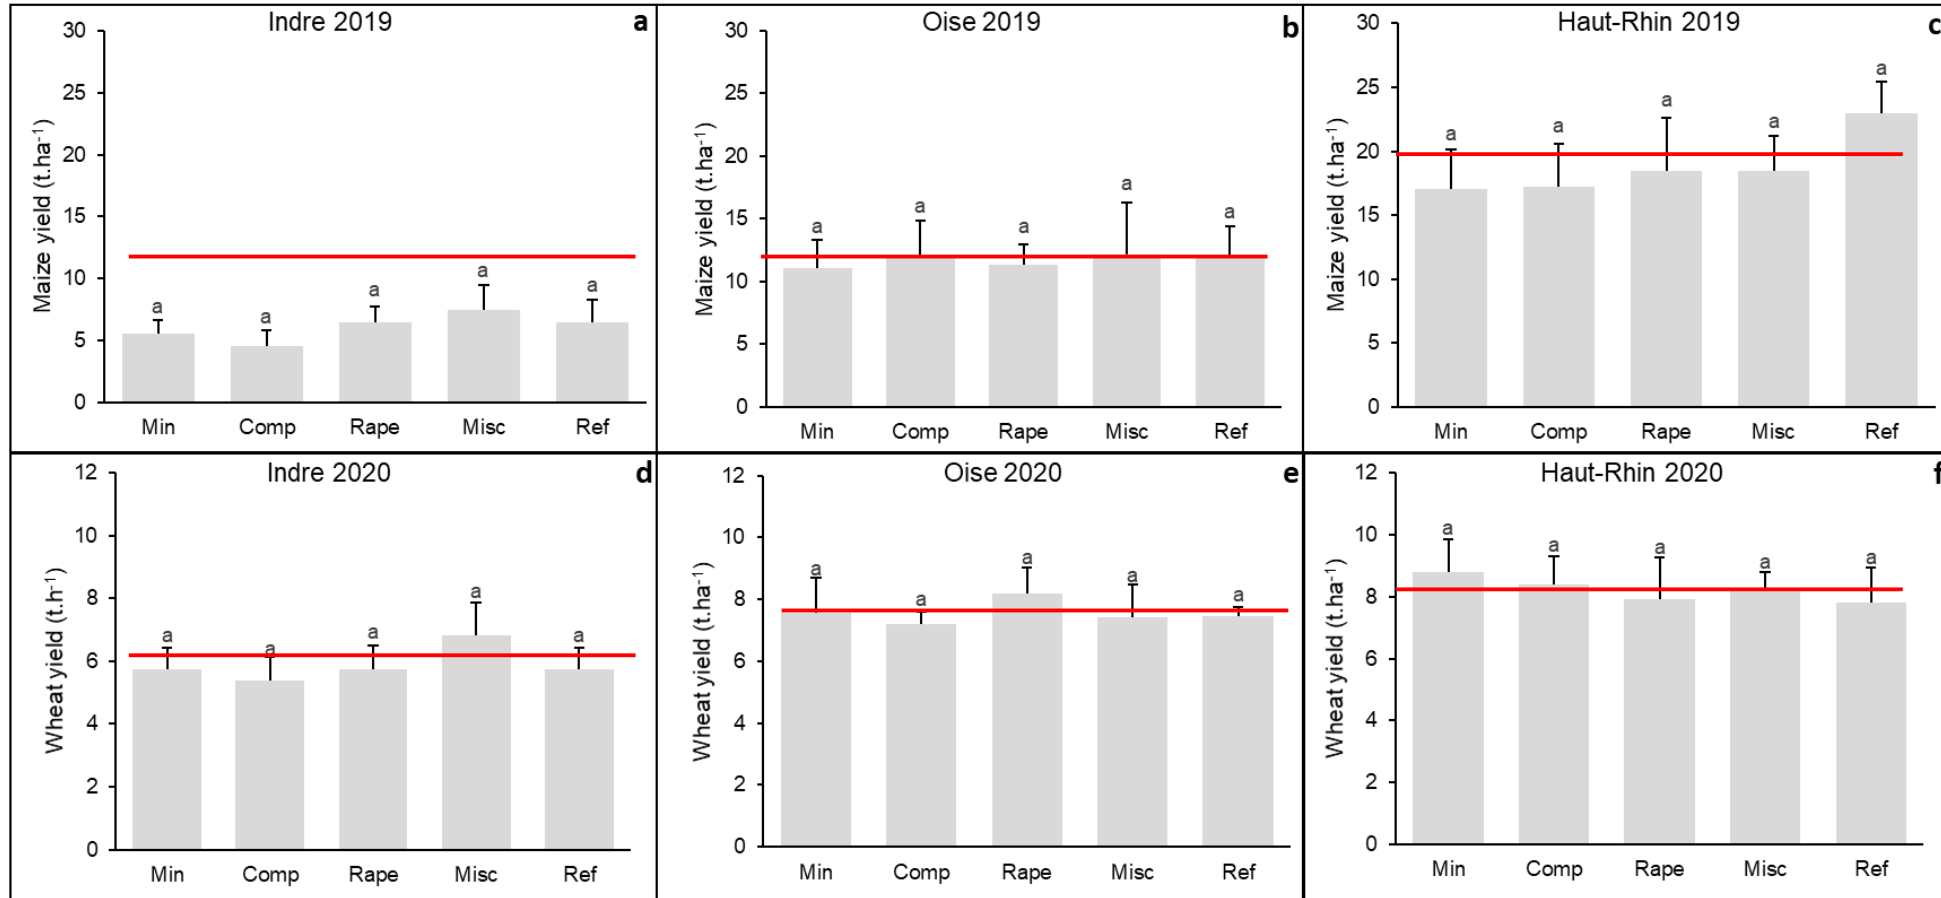 Indre 2019 a
30
25
20
15
10
5
0
Maize yield (t.ha-1)
a a a a a
Min Comp Rape Misc Ref
Oise 2019 b
30
25
20
15
10
5
0
Maize yield (t.ha-1)
a a a a a
Min Comp Rape Misc Ref
Haut-Rhin 2019 c
30
25
20
15
10
5
0
Maize yield (t.ha-1)
a a a a a
Min Comp Rape Misc Ref
Indre 2020 d
12
10
8
6
4
2
0
Wheat yield (t.h-1)
a a a a a
Min Comp Rape Misc Ref
Oise 2020 e
12
10
8
6
4
2
0
Wheat yield (t.ha-1)
a a a a a
Min Comp Rape Misc Ref
Haut-Rhin 2020 f
12
10
8
6
4
2
0
Wheat yield (t.ha-1)
a a a a a
Min Comp Rape Misc Ref